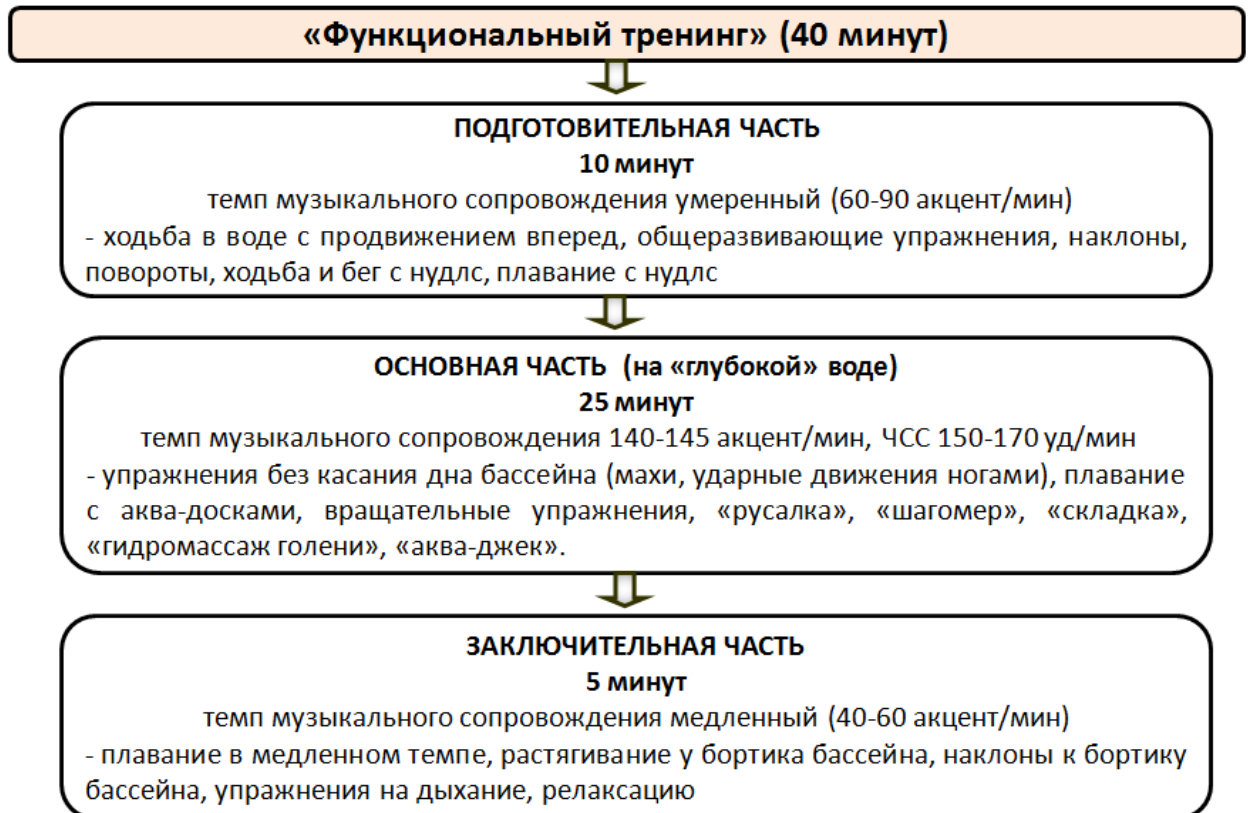 «Функциональный тренинг» (40 минут)
ПОДГОТОВИТЕЛЬНАЯ ЧАСТЬ
10 минут
темп музыкального сопровождения умеренный (60-90 акцент/мин)
- ходьба в воде с продвижением вперед, общеразвивающие упражнения, наклоны,
повороты, ходьба и бег с нудлс, плавание с нудлс
ОСНОВНАЯ ЧАСТЬ (на «глубокой» воде)
25 минут
темп музыкального сопровождения 140-145 акцент/мин, ЧСС 150-170 уд/мин
- упражнения без касания дна бассейна (махи, ударные движения ногами), плавание
с аква-досками, вращательные упражнения, «русалка», «шагомер», «складка»,
«гидромассаж голени», «аква-джек».
ЗАКЛЮЧИТЕЛЬНАЯ ЧАСТЬ
5 минут
темп музыкального сопровождения медленный (40-60 акцент/мин)
- плавание в медленном темпе, растягивание у бортика бассейна, наклоны к бортику
бассейна, упражнения на дыхание, релаксацию